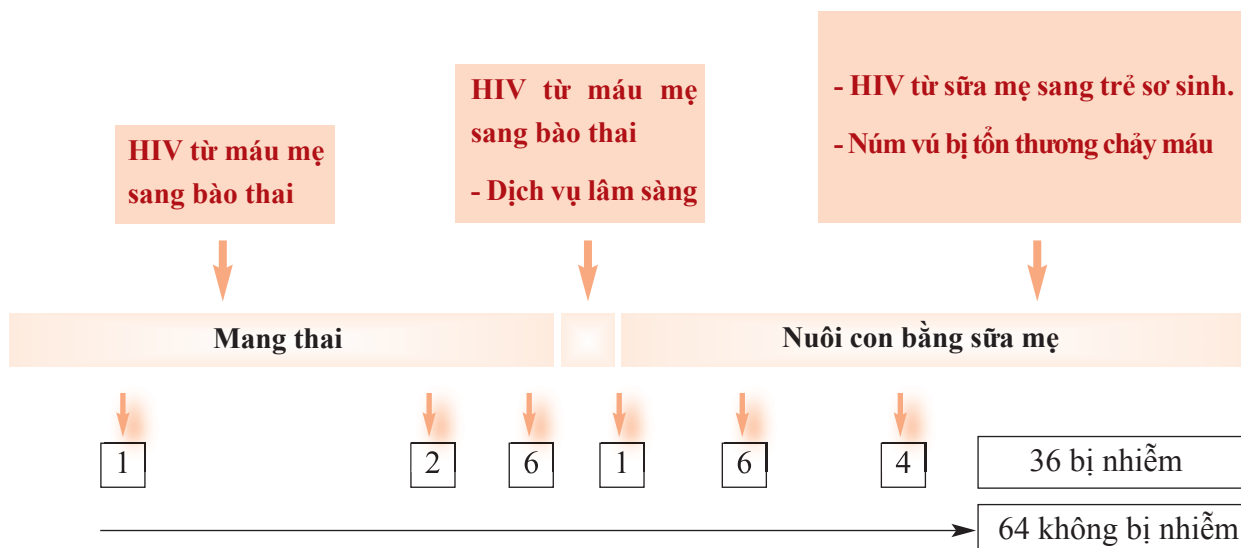 HIV từ máu mẹ
sang bào thai
HIV từ máu mẹ
sang bào thai
- Dịch vụ lâm sàng
- HIV từ sữa mẹ sang trẻ sơ sinh.
- Núm vú bị tổn thương chảy máu
Mang thai
Nuôi con bằng sữa mẹ
1
2
6
1
6
4
36 bị nhiễm
64 không bị nhiễm